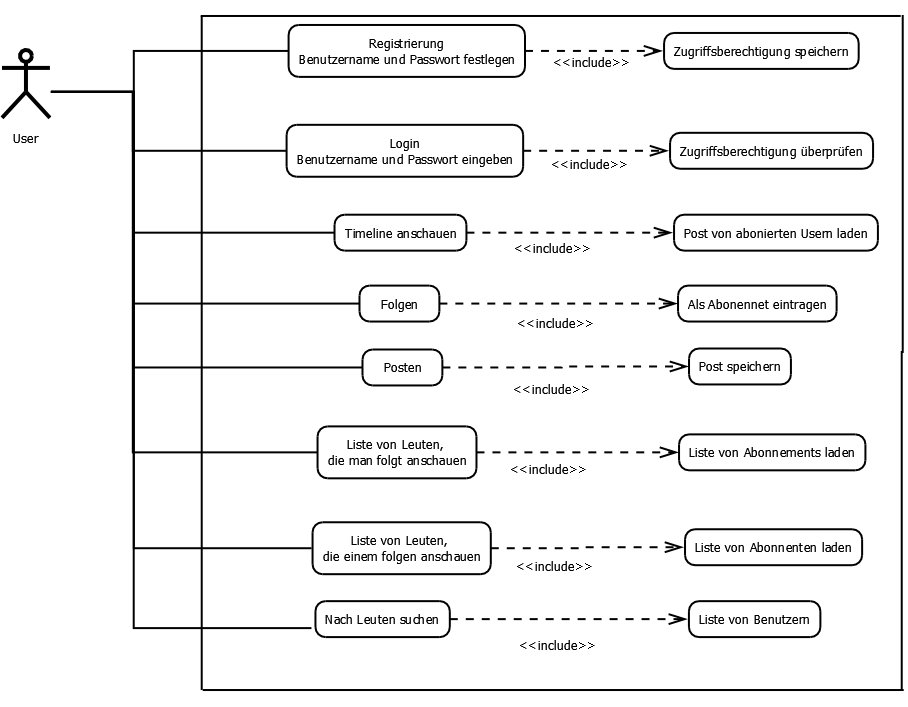 Registrierung
Benutzername und Passwort festlegen
<<include>>
Zugriffsberechtigung speichern
User
Login
Benutzername und Passwort eingeben
<<include>>
Zugriffsberechtigung überprüfen
Timeline anschauen
<<include>>
Post von abonierten Usern laden
Folgen
<<include>>
Als Abonennet eintragen
Posten
<<include>>
Post speichern
Liste von Leuten,
die man folgt anschauen
<<include>>
Liste von Abonnements laden
Liste von Leuten,
die einem folgen anschauen
<<include>>
Liste von Abonnenten laden
Nach Leuten suchen
<<include>>
Liste von Benutzern